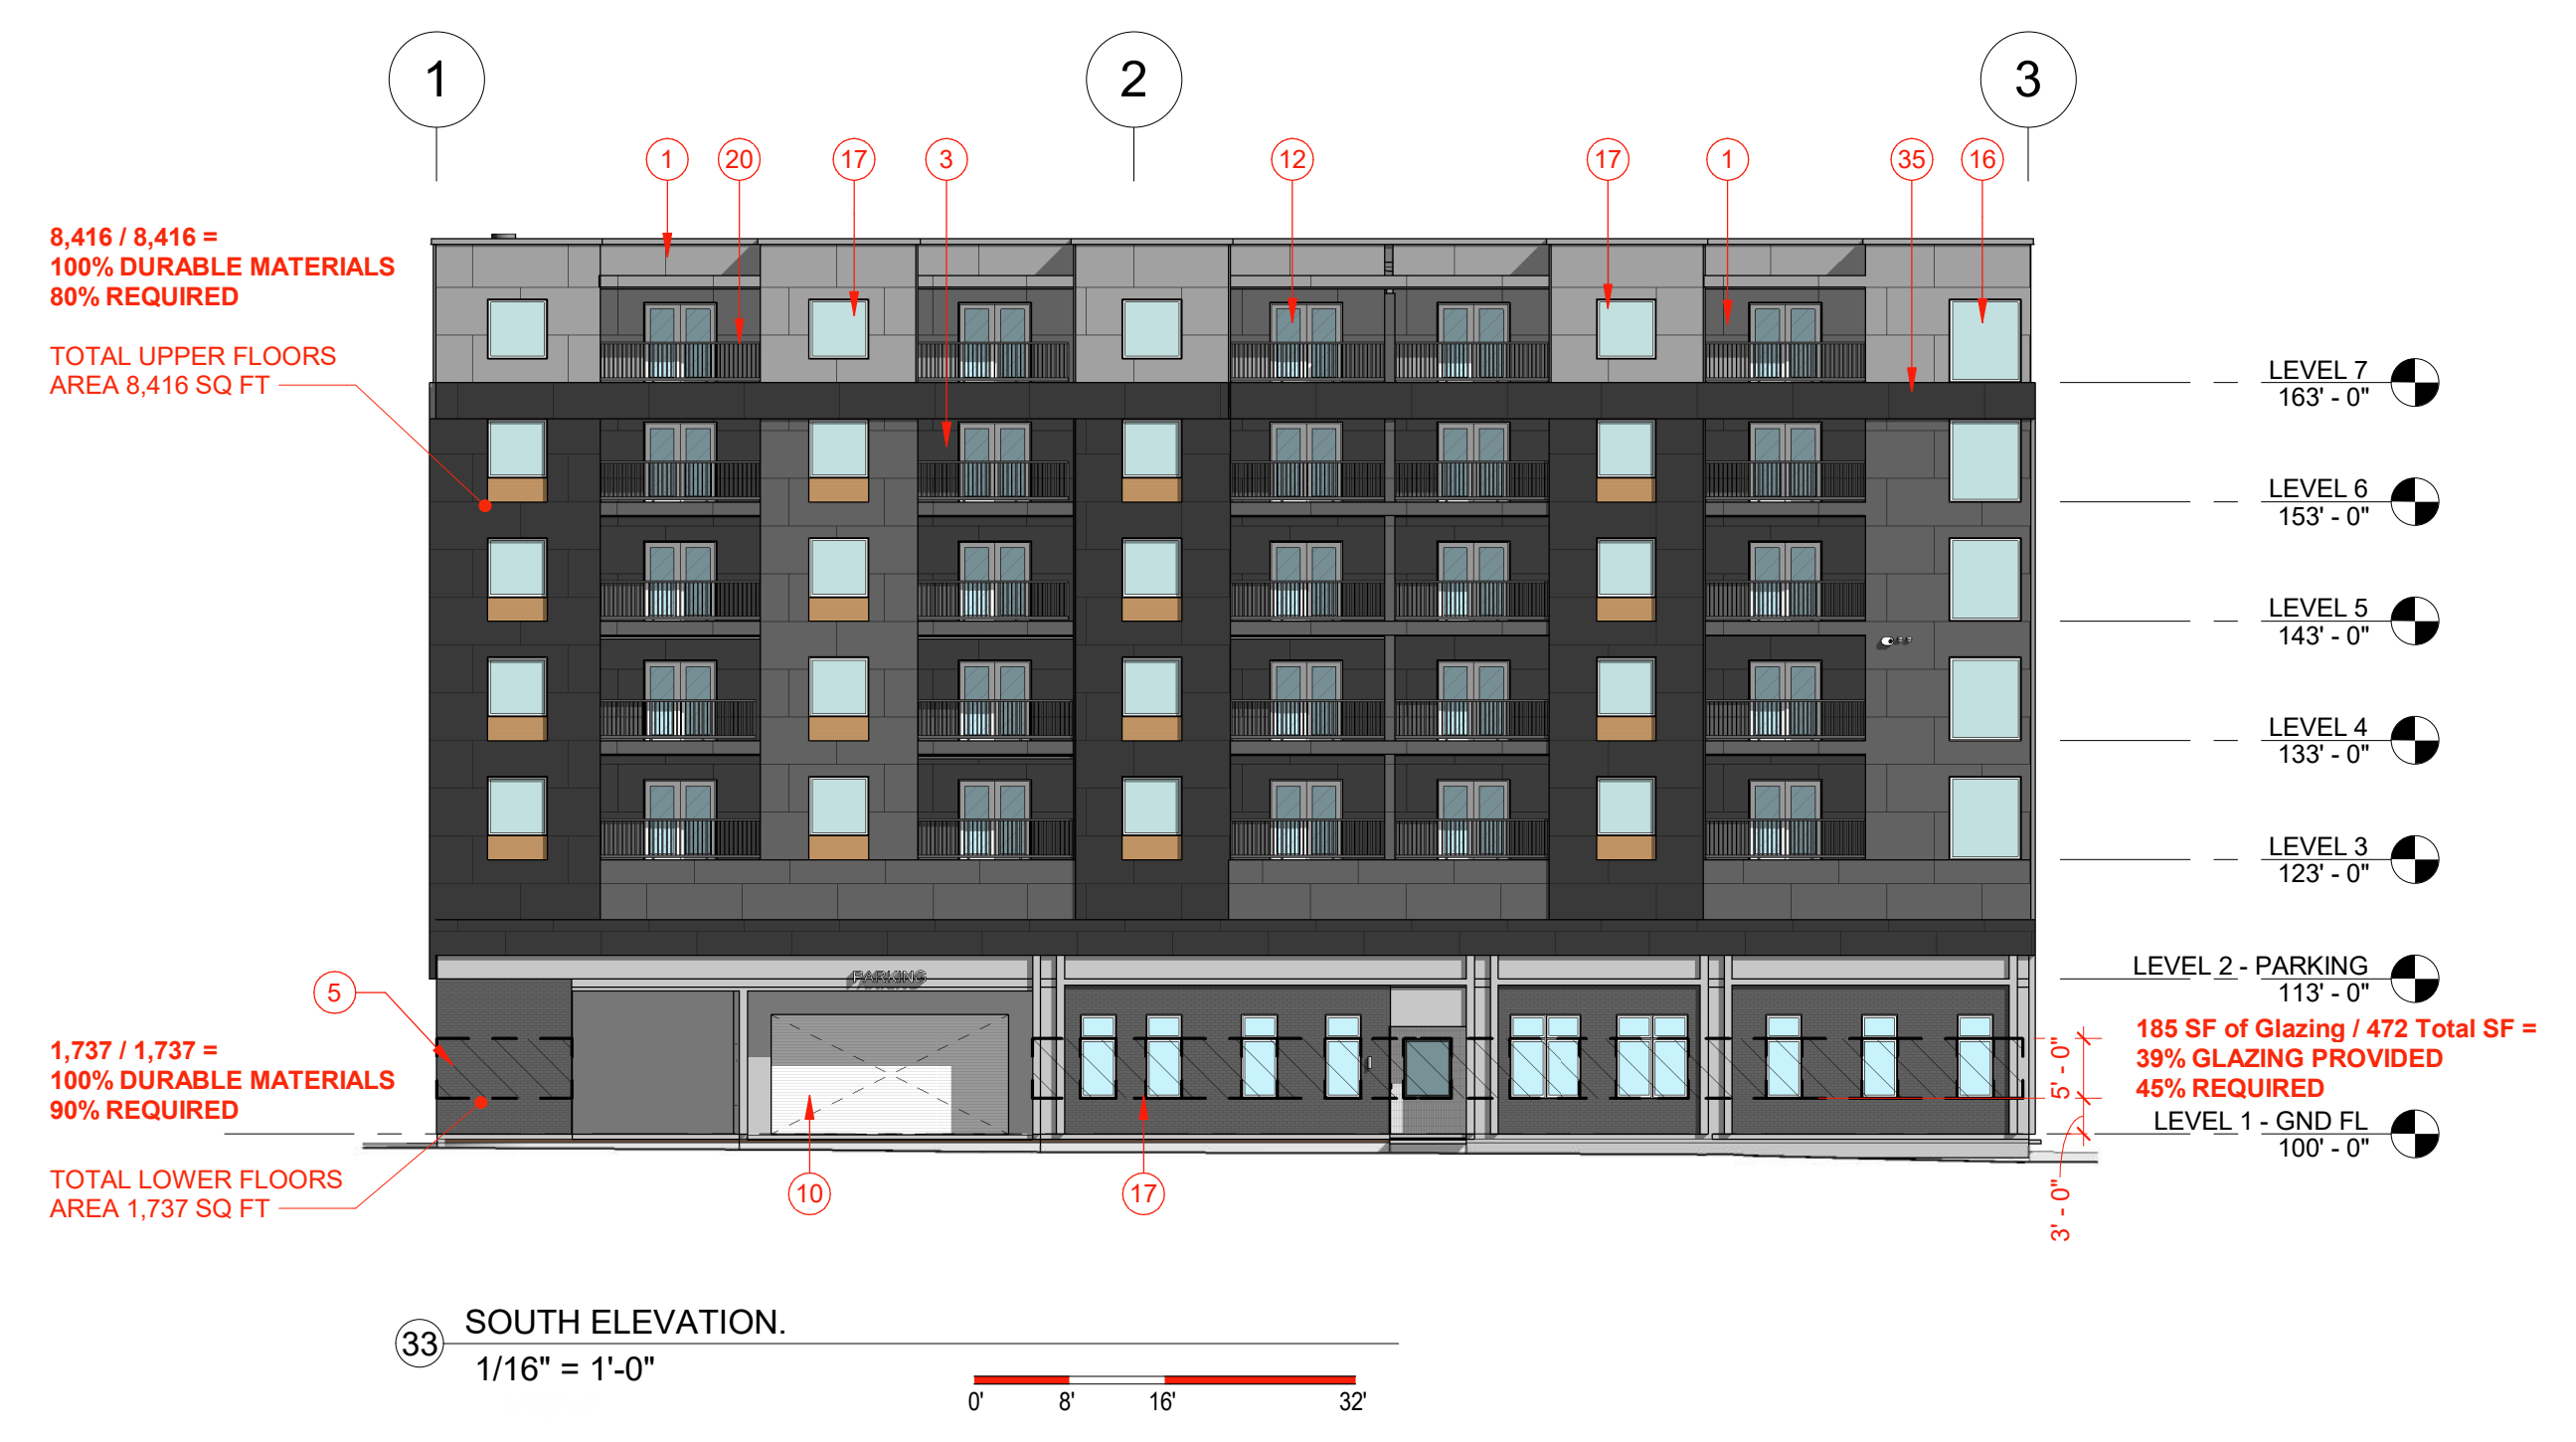 1
2
3
1
20
17
3
12
17
1
35
16
8,416 / 8,416 =
100% DURABLE MATERIALS
80% REQUIRED
TOTAL UPPER FLOORS
AREA 8,416 SQ FT
LEVEL 7
163' - 0"
LEVEL 6
153' - 0"
LEVEL 5
143' - 0"
LEVEL 4
133' - 0"
LEVEL 3
123' - 0"
LEVEL 2 - PARKING
113' - 0"
PARKING
5
1,737 / 1,737 =
100% DURABLE MATERIALS
90% REQUIRED
185 SF of Glazing / 472 Total SF =
39% GLAZING PROVIDED
45% REQUIRED
5' - 0"
LEVEL 1 - GND FL
100' - 0"
3' - 0"
TOTAL LOWER FLOORS
AREA 1,737 SQ FT
10
17
33
SOUTH ELEVATION.
1/16" = 1'-0"
0'
8'
16'
32'